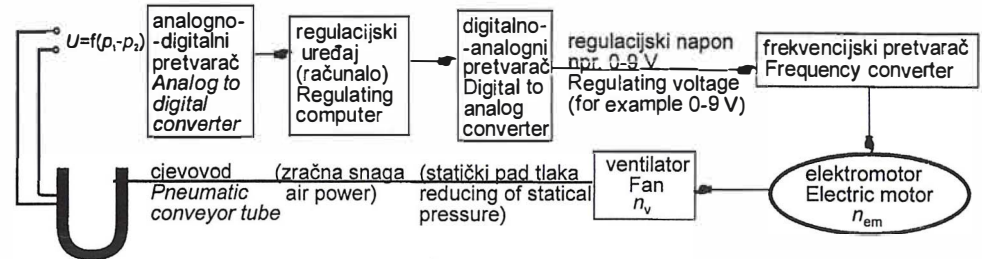 U=f(p₁-p₂)
analogno-
-digitalni
pretvarač
Analog to
digital
converter
regulacijski
uređaj
(računalo)
Regulating
computer
digitalno-
-analogni
pretvarač
Digital to
analog
converter
regulacijski napon
npr. 0-9 V
Regulating voltage
(for example 0-9 V)
frekvencijski pretvarač
Frequency converter
cjevovod
Pneumatic
conveyor tube
(zračna snaga
air power)
(statički pad tlaka
reducing of statical
pressure)
ventilator
Fan
nᵥ
elektromotor
Electric motor
nₑₘ